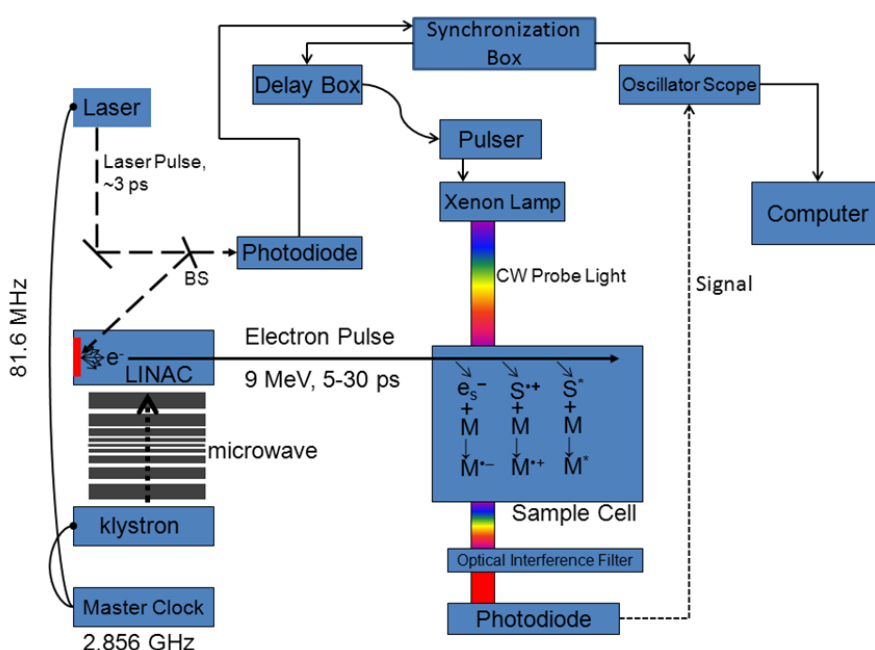 Synchronization
Box
Delay Box
Oscillator Scope
Laser
Pulser
Laser Pulse,
~3 ps
Xenon Lamp
Computer
Photodiode
BS
CW Probe Light
Signal
81.6 MHz
Electron Pulse
e⁻
LINAC
9 MeV, 5-30 ps
eₛ⁻ S•+ S*
+ + +
M M M
↓ ↓ ↓
M•− M•+ M*
microwave
klystron
Sample Cell
Optical Interference Filter
Master Clock
Photodiode
2.856 GHz